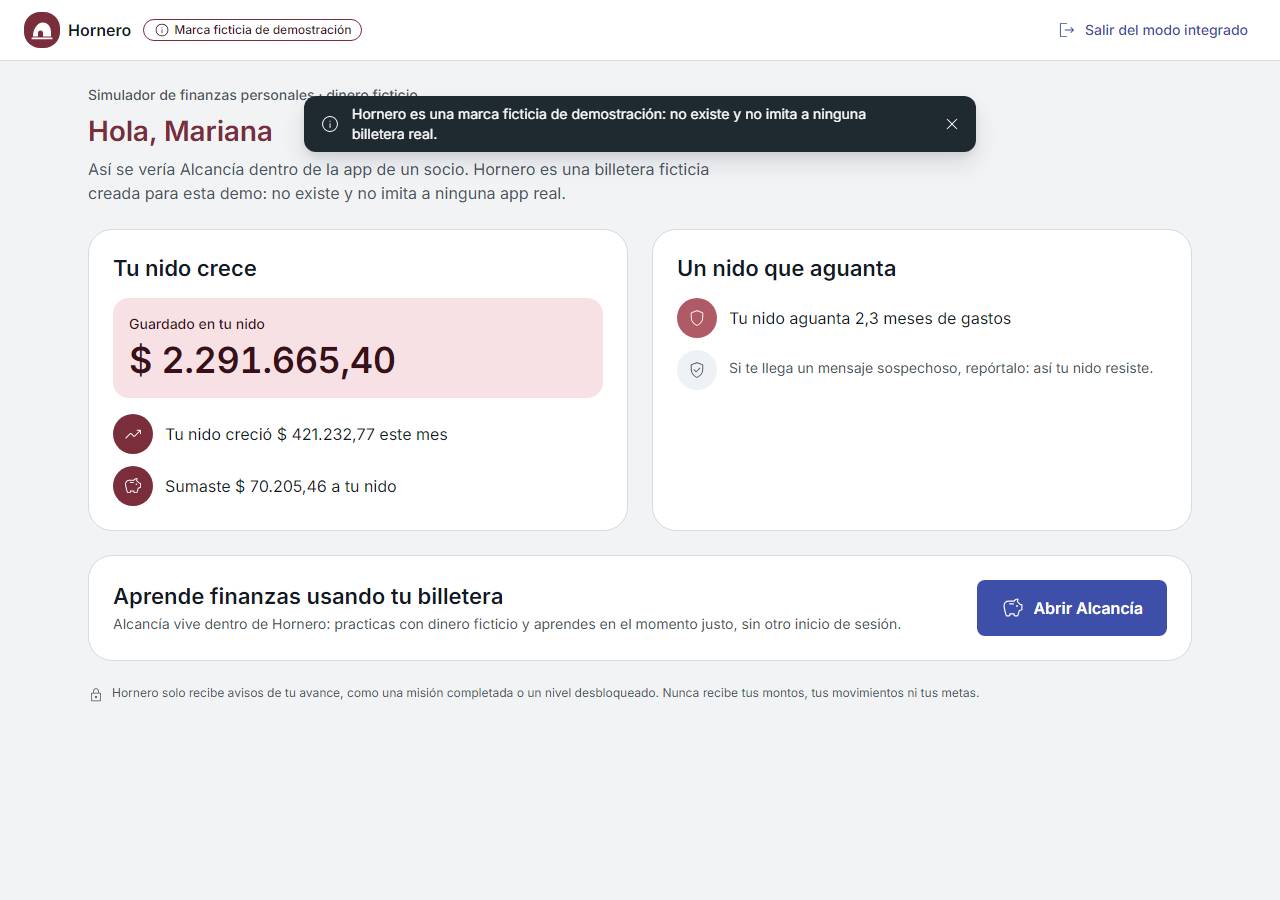 Hornero
Marca ficticia de demostración
Salir del modo integrado
Simulador de finanzas personales · dinero ficticio
Hornero es una marca ficticia de demostración: no existe y no imita a ninguna
billetera real.
Hola, Mariana
Así se vería Alcancía dentro de la app de un socio. Hornero es una billetera ficticia
creada para esta demo: no existe y no imita a ninguna app real.
Tu nido crece
Guardado en tu nido
$ 2.291.665,40
Tu nido creció $ 421.232,77 este mes
Sumaste $ 70.205,46 a tu nido
Un nido que aguanta
Tu nido aguanta 2,3 meses de gastos
Si te llega un mensaje sospechoso, repórtalo: así tu nido resiste.
Aprende finanzas usando tu billetera
Alcancía vive dentro de Hornero: practicas con dinero ficticio y aprendes en el momento justo, sin otro inicio de sesión.
Abrir Alcancía
Hornero solo recibe avisos de tu avance, como una misión completada o un nivel desbloqueado. Nunca recibe tus montos, tus movimientos ni tus metas.